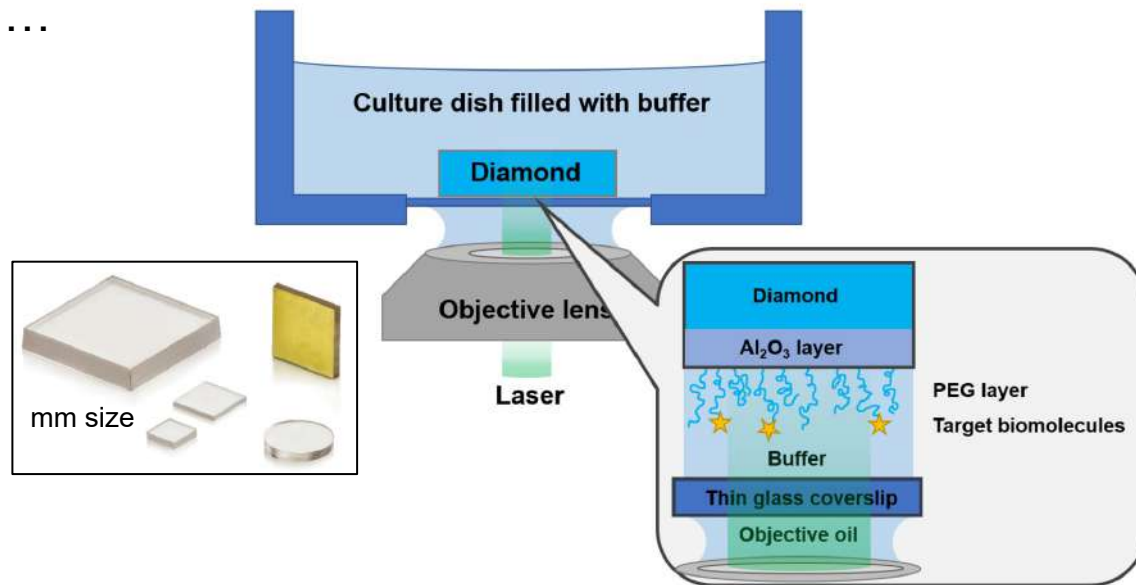 ...
Culture dish filled with buffer
Diamond
Objective lens
Laser
mm size
Diamond
Al₂O₃ layer
PEG layer
Target biomolecules
Buffer
Thin glass coverslip
Objective oil